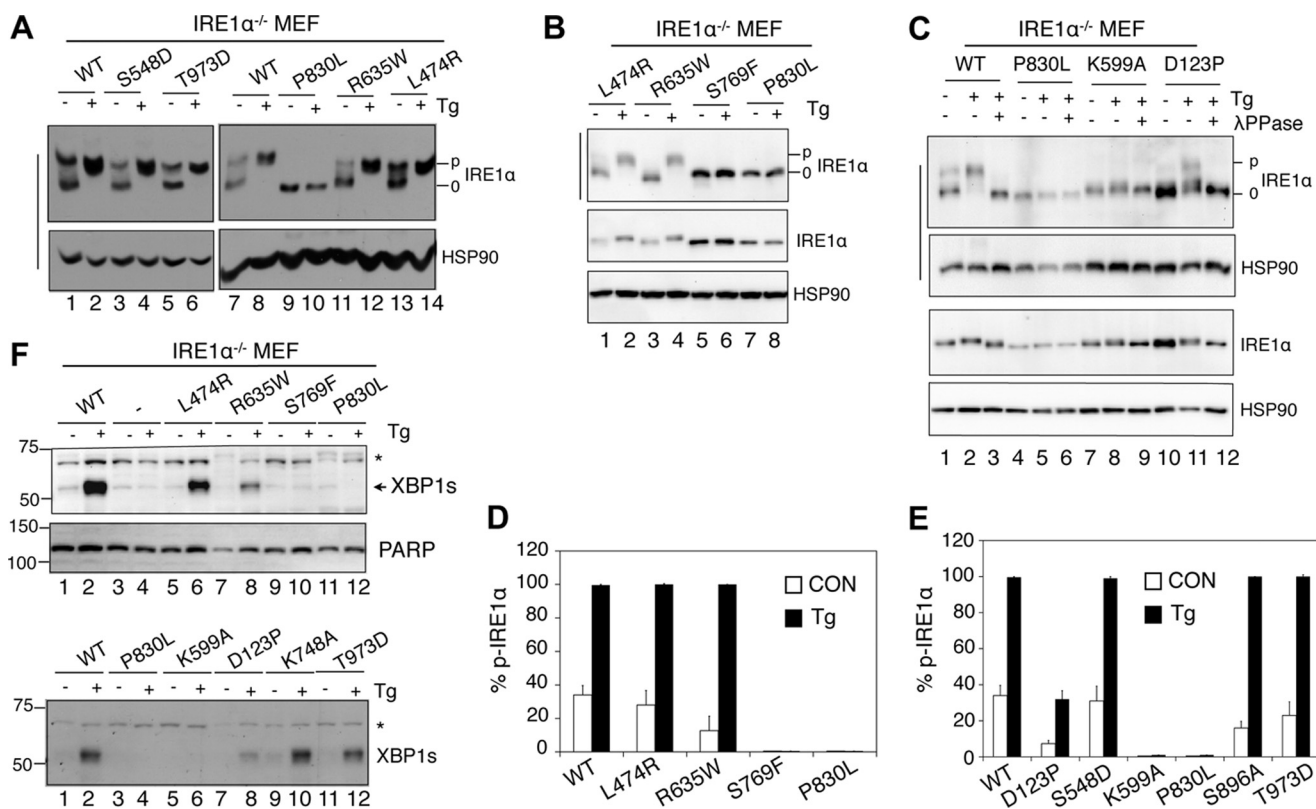 A
IRE1α-/- MEF
WT S548D T973D WT P830L R635W L474R
- + - + - + - + - + - + - + Tg
p
0
IRE1α
p
0
IRE1α
HSP90
1 2 3 4 5 6 7 8 9 10 11 12 13 14
B
IRE1α-/- MEF
L474R R635W S769F P830L
- + - + - + - + Tg
p
0
IRE1α
IRE1α
HSP90
1 2 3 4 5 6 7 8
C
IRE1α-/- MEF
WT P830L K599A D123P
- + + - + + - + + - + + Tg
+ + + + λPPase
p
0
IRE1α
HSP90
IRE1α
HSP90
1 2 3 4 5 6 7 8 9 10 11 12
F
IRE1α-/- MEF
WT - L474R R635W S769F P830L
- + - + - + - + - + - + Tg
75
*
XBP1s
50
150
PARP
100
1 2 3 4 5 6 7 8 9 10 11 12
WT P830L K599A D123P K748A T973D
- + - + - + - + - + - + Tg
75
*
XBP1s
50
1 2 3 4 5 6 7 8 9 10 11 12
D
120
100
80
60
40
20
0
% p-IRE1α
CON
Tg
WT L474R R635W S769F P830L
E
120
100
80
60
40
20
0
% p-IRE1α
CON
Tg
WT D123P S548D K599A P830L S896A T973D